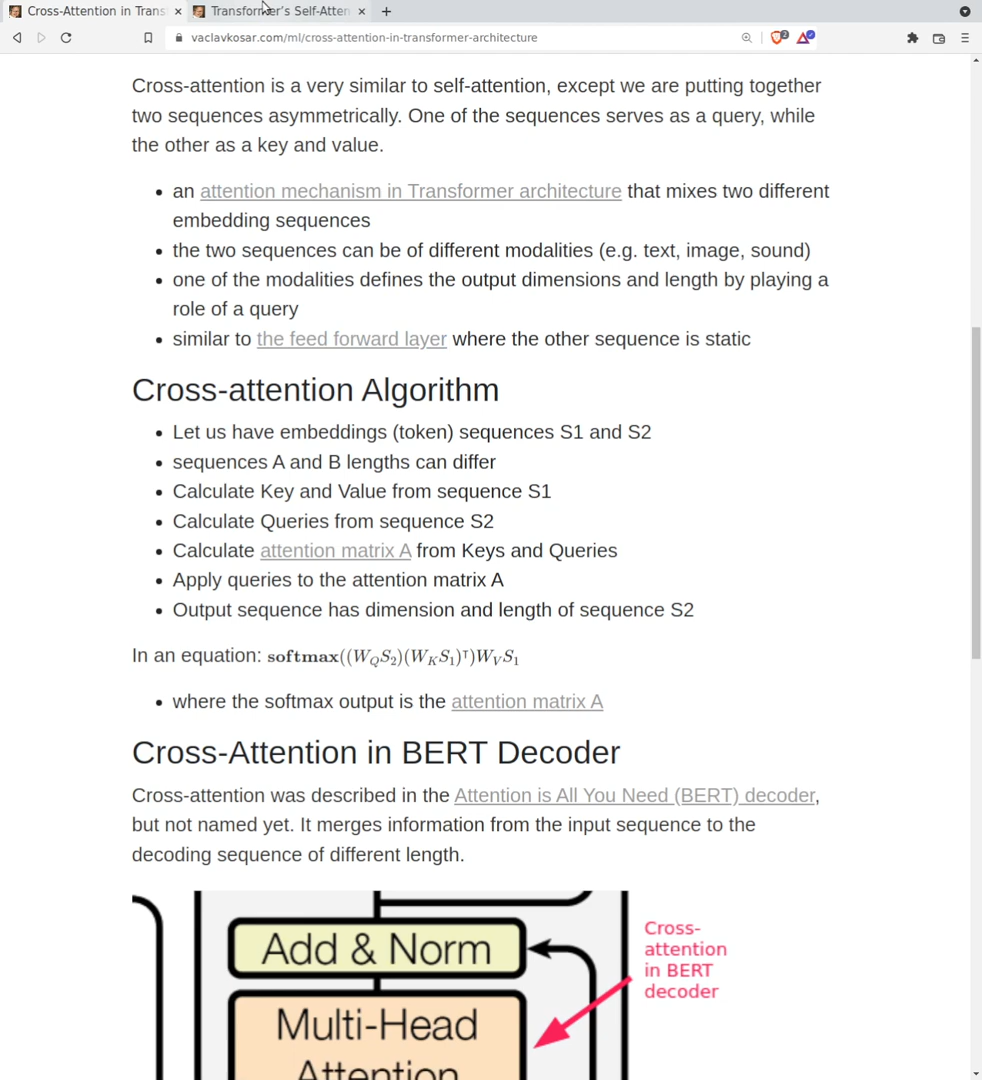 Cross-Attention in Trans
Transformer's Self-Atten
vaclavkosar.com/ml/cross-attention-in-transformer-architecture
2
Cross-attention is a very similar to self-attention, except we are putting together
two sequences asymmetrically. One of the sequences serves as a query, while
the other as a key and value.
• an attention mechanism in Transformer architecture that mixes two different
embedding sequences
• the two sequences can be of different modalities (e.g. text, image, sound)
• one of the modalities defines the output dimensions and length by playing a
role of a query
• similar to the feed forward layer where the other sequence is static
Cross-attention Algorithm
• Let us have embeddings (token) sequences S1 and S2
• sequences A and B lengths can differ
• Calculate Key and Value from sequence S1
• Calculate Queries from sequence S2
• Calculate attention matrix A from Keys and Queries
• Apply queries to the attention matrix A
• Output sequence has dimension and length of sequence S2
In an equation: softmax((W_Q S_2)(W_K S_1)^⊺)W_V S_1
• where the softmax output is the attention matrix A
Cross-Attention in BERT Decoder
Cross-attention was described in the Attention is All You Need (BERT) decoder,
but not named yet. It merges information from the input sequence to the
decoding sequence of different length.
Add & Norm
Multi-Head
Attention
Cross-
attention
in BERT
decoder